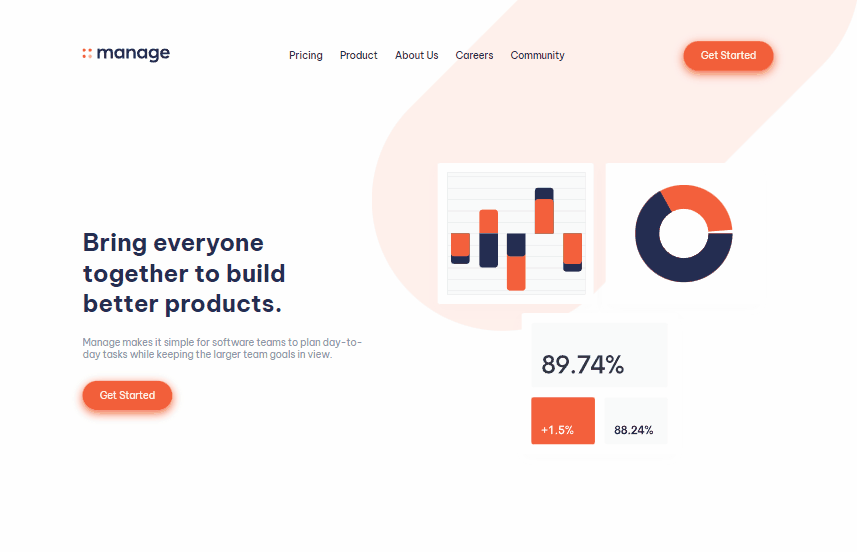 manage
Pricing Product About Us Careers Community
Get Started
Bring everyone
together to build
better products.
Manage makes it simple for software teams to plan day-to-
day tasks while keeping the larger team goals in view.
Get Started
89.74%
+1.5% 88.24%